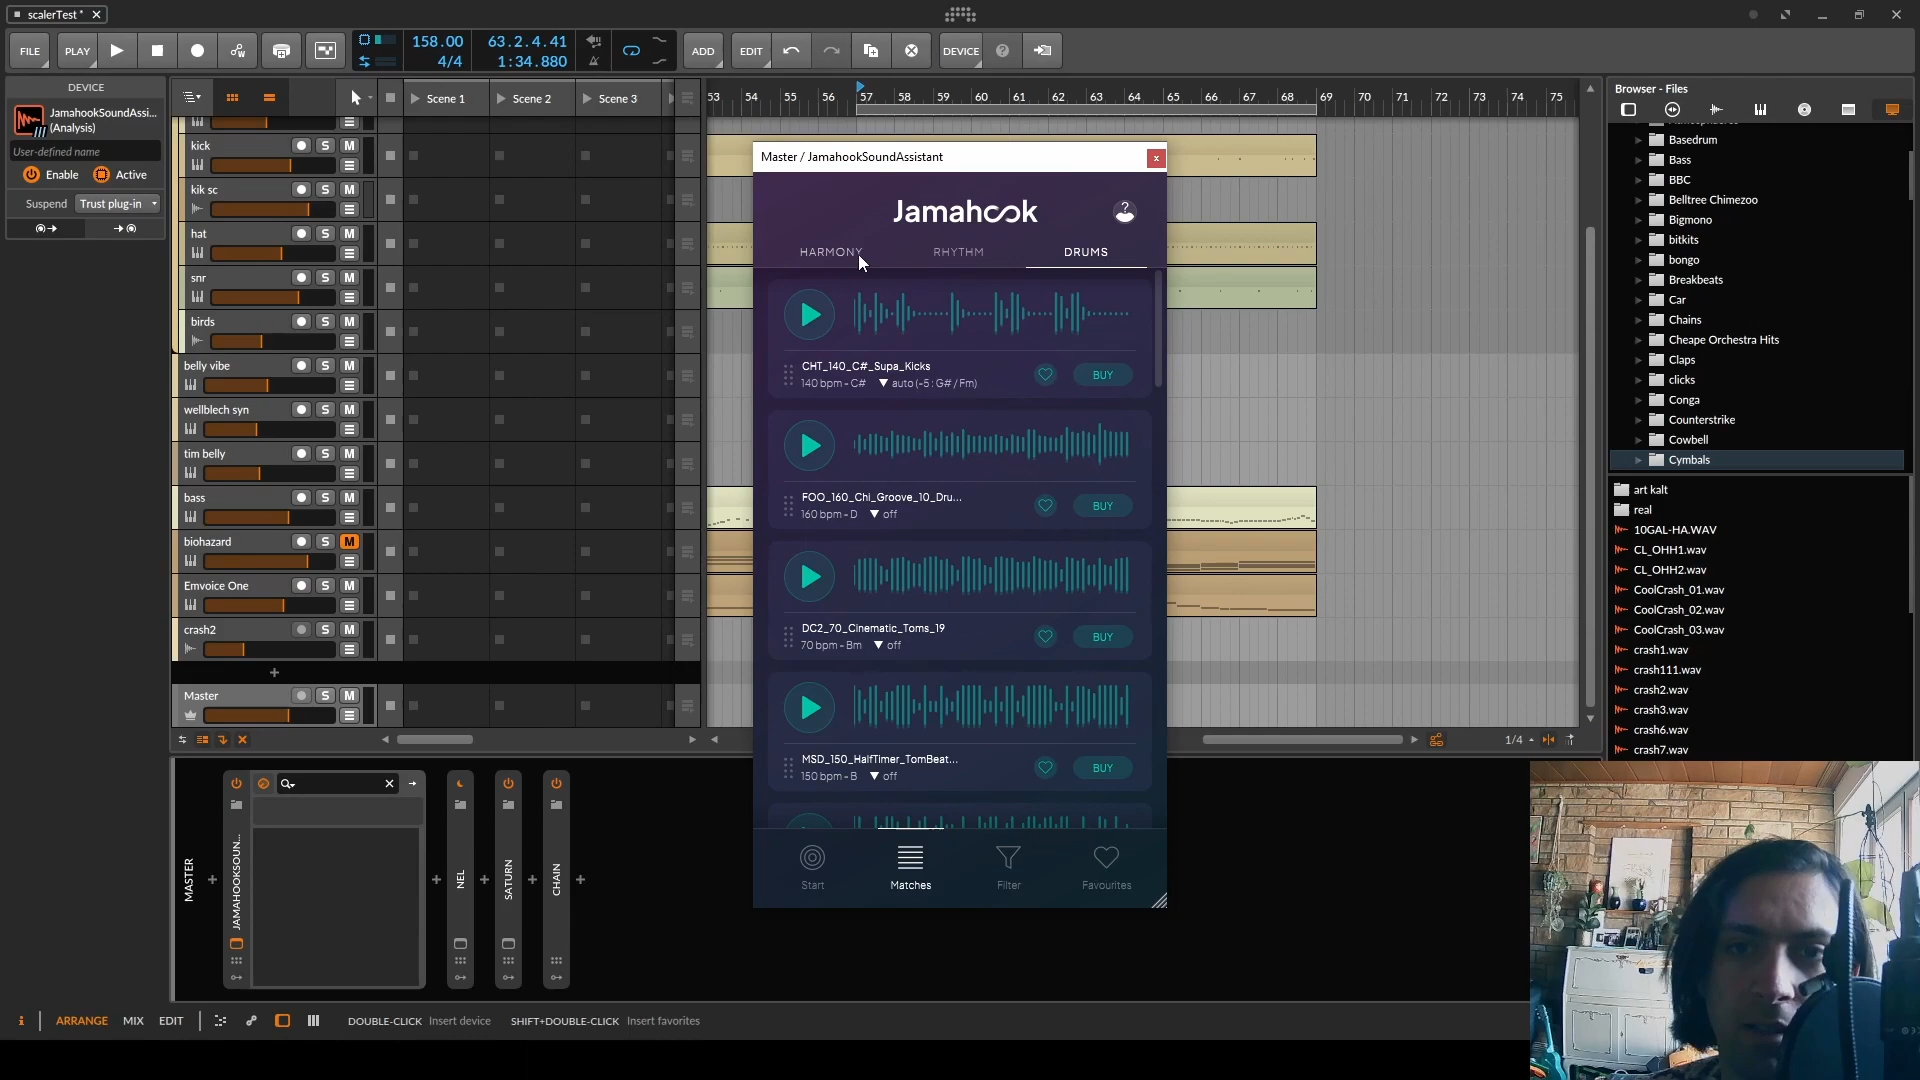 scalerTest *
FILE
PLAY
158.00
4/4
63.2.4.41
1:34.880
ADD
EDIT
DEVICE
DEVICE
JamahookSoundAssi...
(Analysis)
User-defined name
Enable
Active
Suspend
Trust plug-in
Scene 1
Scene 2
Scene 3
53 54 55 56 57 58 59 60 61 62 63 64 65 66 67 68 69 70 71 72 73 74 75
kick
S M
kik sc
S M
hat
S M
snr
S M
birds
S M
belly vibe
S M
wellblech syn
S M
tim belly
S M
bass
S M
biohazard
S M
Emvoice One
S M
crash2
S M
+
Master
S M
Master / JamahookSoundAssistant
x
Jamahook
?
HARMONY
RHYTHM
DRUMS
CHT_140_C#_Supa_Kicks
140 bpm - C# ▼ auto (-5 : G# / Fm)
BUY
FOO_160_Chi_Groove_10_Dru...
160 bpm - D ▼ off
BUY
DC2_70_Cinematic_Toms_19
70 bpm - Bm ▼ off
BUY
MSD_150_HalfTimer_TomBeat...
150 bpm - B ▼ off
BUY
Start
Matches
Filter
Favourites
1/4
Browser - Files
Basedrum
Bass
BBC
Belltree Chimezoo
Bigmono
bitkits
bongo
Breakbeats
Car
Chains
Cheape Orchestra Hits
Claps
clicks
Conga
Counterstrike
Cowbell
Cymbals
art kalt
real
10GAL-HA.WAV
CL_OHH1.wav
CL_OHH2.wav
CoolCrash_01.wav
CoolCrash_02.wav
CoolCrash_03.wav
crash1.wav
crash111.wav
crash2.wav
crash3.wav
crash6.wav
crash7.wav
MASTER
JAMAHOOKSOUN...
NEL
SATURN
CHAIN
i
ARRANGE
MIX
EDIT
DOUBLE-CLICK Insert device
SHIFT+DOUBLE-CLICK Insert favorites